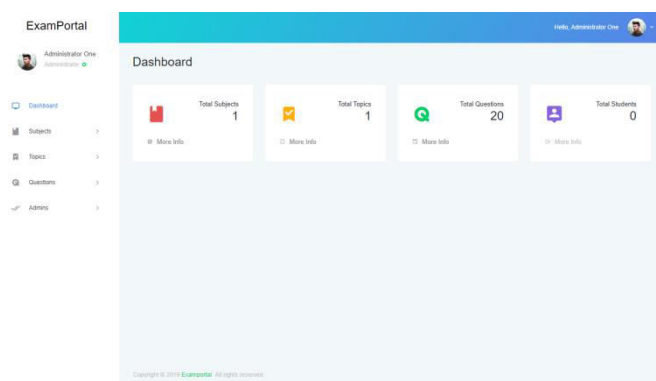 ExamPortal
Hello, Administrator One
Administrator One
Administrator
Dashboard
Dashboard
Subjects
Topics
Questions
Admins
Total Subjects
1
More Info
Total Topics
1
More Info
Total Questions
20
More Info
Total Students
0
More Info
Copyright © 2019 Examportal. All rights reserved.